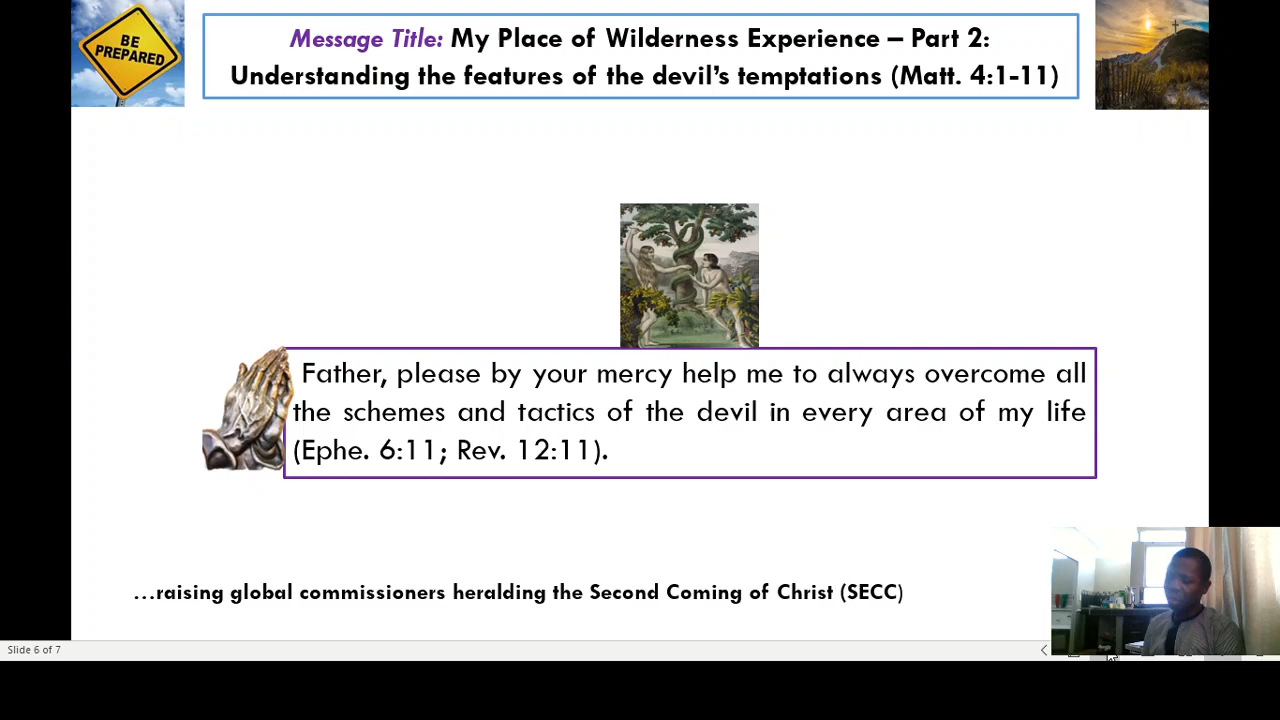 BE
PREPARED
Message Title: My Place of Wilderness Experience – Part 2:
Understanding the features of the devil's temptations (Matt. 4:1-11)
Father, please by your mercy help me to always overcome all
the schemes and tactics of the devil in every area of my life
(Ephe. 6:11; Rev. 12:11).
...raising global commissioners heralding the Second Coming of Christ (SECC)
Slide 6 of 7